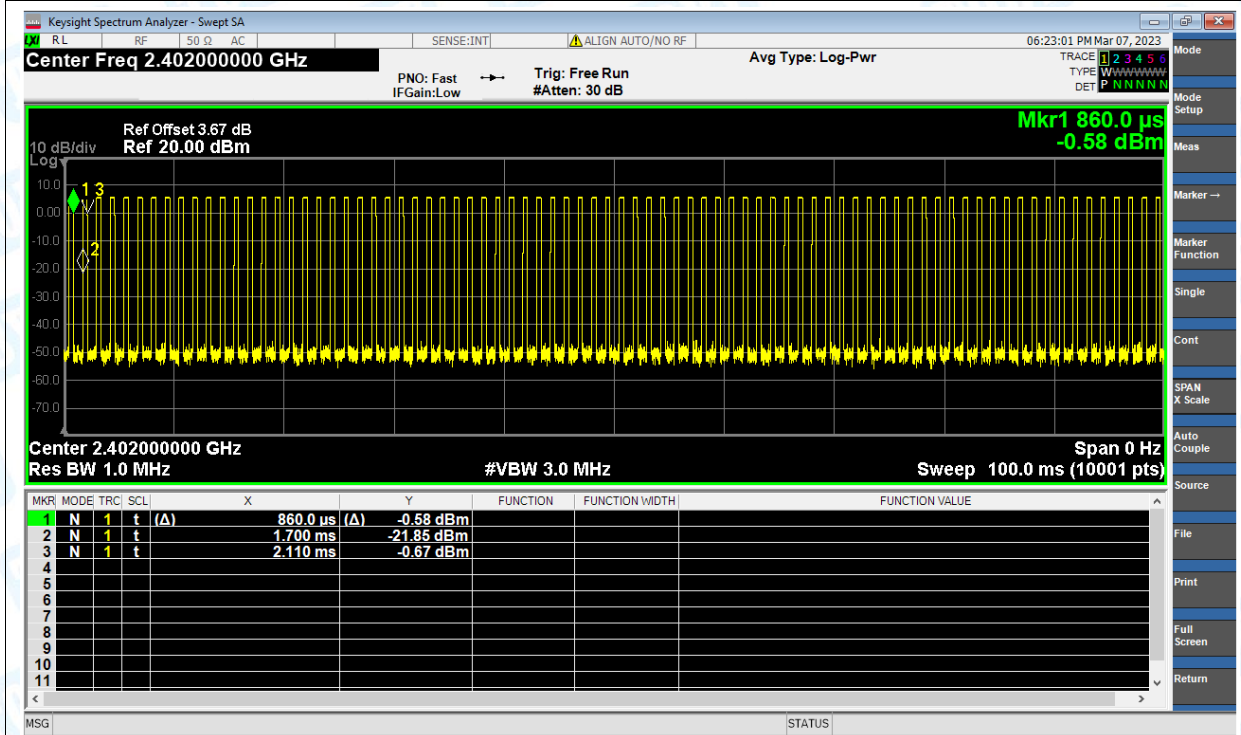 Keysight Spectrum Analyzer - Swept SA
LXI RL RF 50 Ω AC SENSE:INT ALIGN AUTO/NO RF 06:23:01 PM Mar 07, 2023
Center Freq 2.402000000 GHz
PNO: Fast
IFGain:Low
Trig: Free Run
#Atten: 30 dB
Avg Type: Log-Pwr
TRACE 1 2 3 4 5 6
TYPE WWWWWW
DET P N N N N N
Ref Offset 3.67 dB
10 dB/div Ref 20.00 dBm
Log
Mkr1 860.0 µs
-0.58 dBm
10.0
0.00
-10.0
-20.0
-30.0
-40.0
-50.0
-60.0
-70.0
1 3
2
Center 2.402000000 GHz Span 0 Hz
Res BW 1.0 MHz #VBW 3.0 MHz Sweep 100.0 ms (10001 pts)
MKR MODE TRC SCL X Y FUNCTION FUNCTION WIDTH FUNCTION VALUE
1 N 1 t (Δ) 860.0 µs (Δ) -0.58 dBm
2 N 1 t 1.700 ms -21.85 dBm
3 N 1 t 2.110 ms -0.67 dBm
4
5
6
7
8
9
10
11
MSG STATUS
Mode
Mode
Setup
Meas
Marker →
Marker
Function
Single
Cont
SPAN
X Scale
Auto
Couple
Source
File
Print
Full
Screen
Return